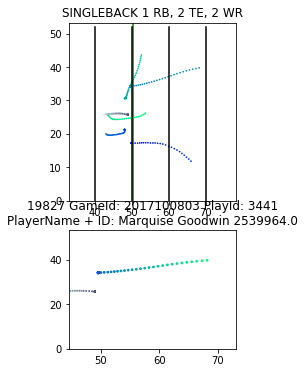 SINGLEBACK 1 RB, 2 TE, 2 WR
50
40
30
20
10
0
40 50 60 70
19827 GameId: 2017100803 PlayId: 3441
PlayerName + ID: Marquise Goodwin 2539964.0
40
20
0
50 60 70